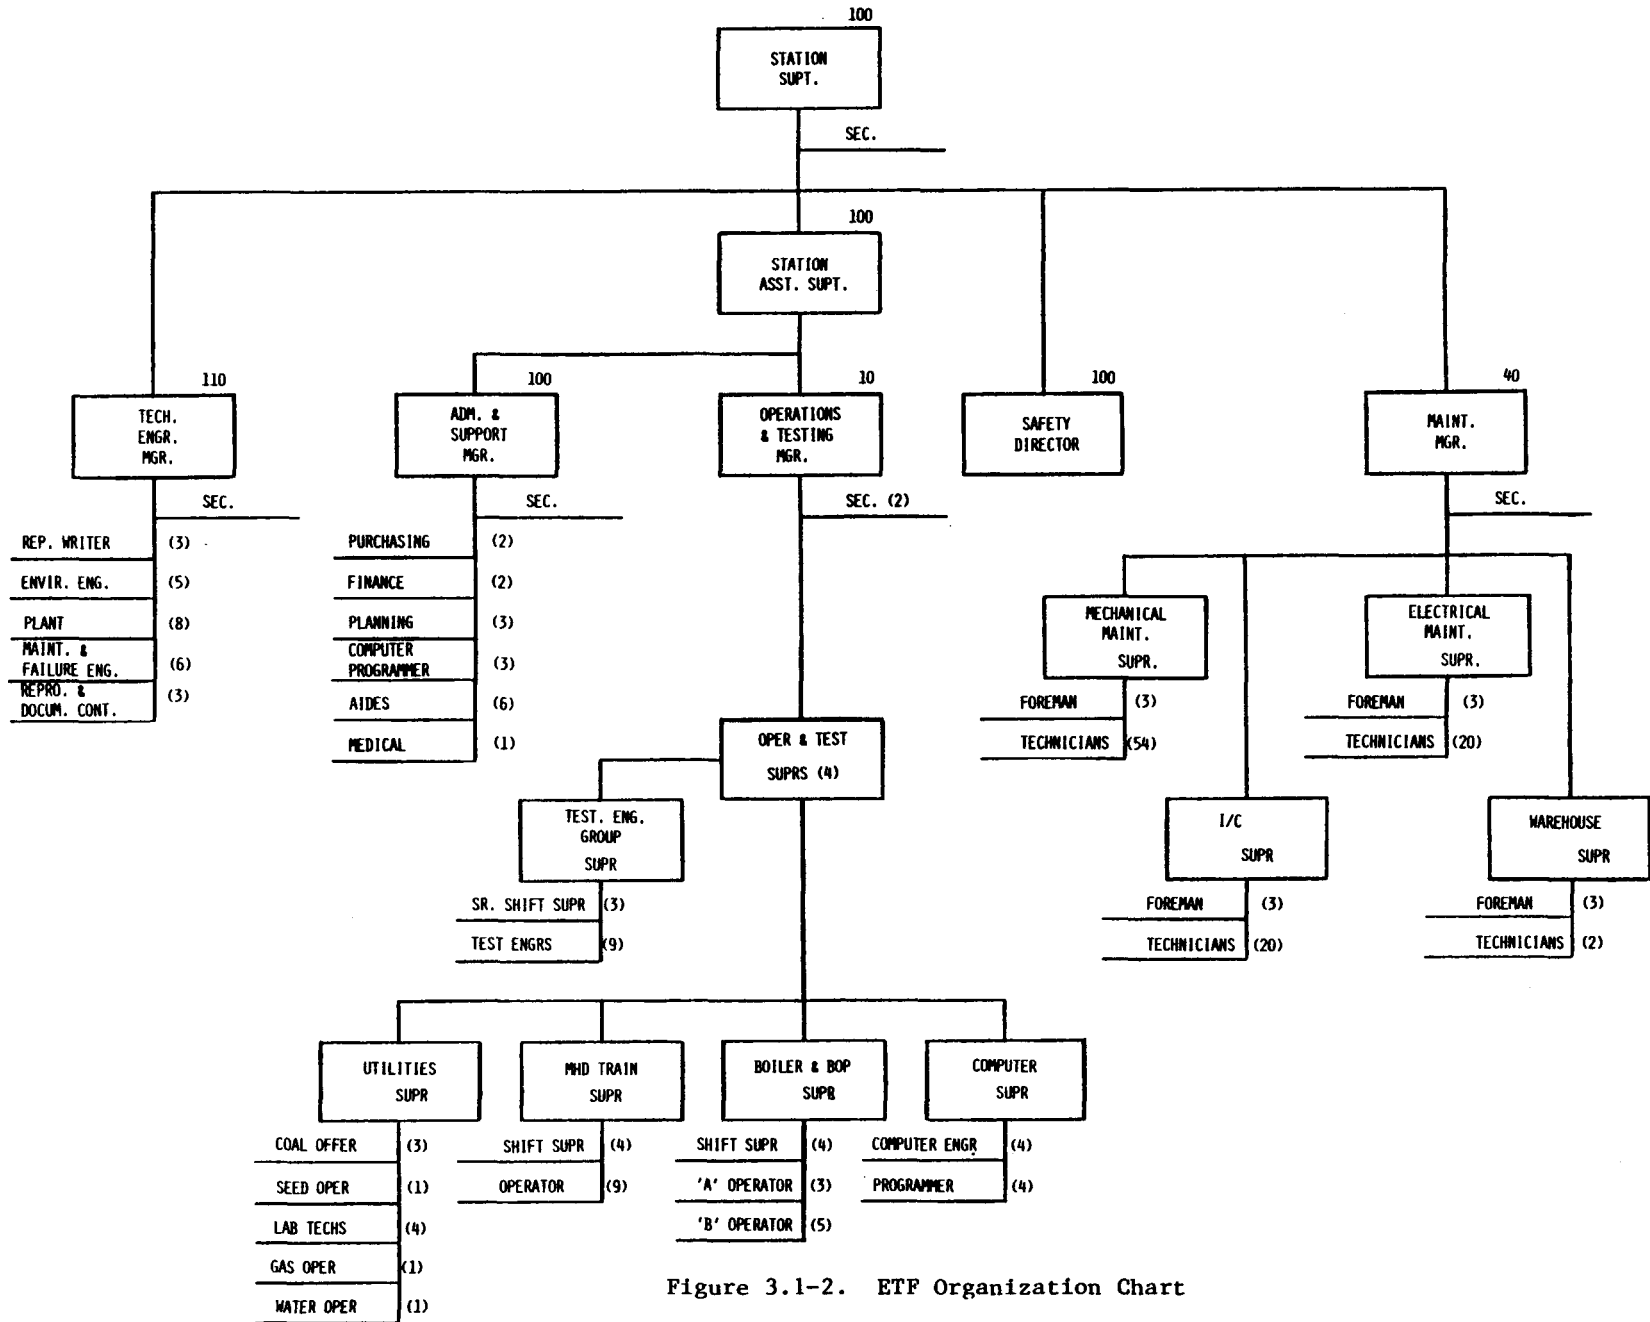 100
STATION
SUPT.
SEC.
100
STATION
ASST. SUPT.
110
TECH.
ENGR.
MGR.
SEC.
REP. WRITER (3)
ENVIR. ENG. (5)
PLANT (8)
MAINT. &
FAILURE ENG. (6)
REPRO. &
DOCUM. CONT. (3)
100
ADM. &
SUPPORT
MGR.
SEC.
PURCHASING (2)
FINANCE (2)
PLANNING (3)
COMPUTER
PROGRAMMER (3)
AIDES (6)
MEDICAL (1)
10
OPERATIONS
& TESTING
MGR.
SEC. (2)
100
SAFETY
DIRECTOR
40
MAINT.
MGR.
SEC.
MECHANICAL
MAINT.
SUPR.
FOREMAN (3)
TECHNICIANS (54)
ELECTRICAL
MAINT.
SUPR.
FOREMAN (3)
TECHNICIANS (20)
I/C
SUPR
FOREMAN (3)
TECHNICIANS (20)
WAREHOUSE
SUPR
FOREMAN (3)
TECHNICIANS (2)
OPER & TEST
SUPRS (4)
TEST. ENG.
GROUP
SUPR
SR. SHIFT SUPR (3)
TEST ENGRS (9)
UTILITIES
SUPR
COAL OFFER (3)
SEED OPER (1)
LAB TECHS (4)
GAS OPER (1)
WATER OPER (1)
MHD TRAIN
SUPR
SHIFT SUPR (4)
OPERATOR (9)
BOILER & BOP
SUPR
SHIFT SUPR (4)
'A' OPERATOR (3)
'B' OPERATOR (5)
COMPUTER
SUPR
COMPUTER ENGR (4)
PROGRAMMER (4)
Figure 3.1-2. ETF Organization Chart